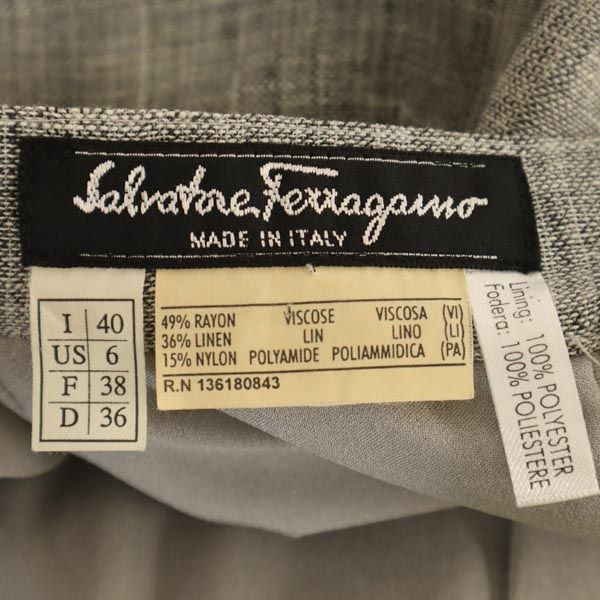 Salvatore Ferragamo
MADE IN ITALY
I 40
US 6
F 38
D 36
49% RAYON VISCOSE VISCOSA (VI)
36% LINEN LIN LINO (LI)
15% NYLON POLYAMIDE POLIAMMIDICA (PA)
R.N 136180843
Lining: 100% POLYESTER
Fodera: 100% POLIESTERE